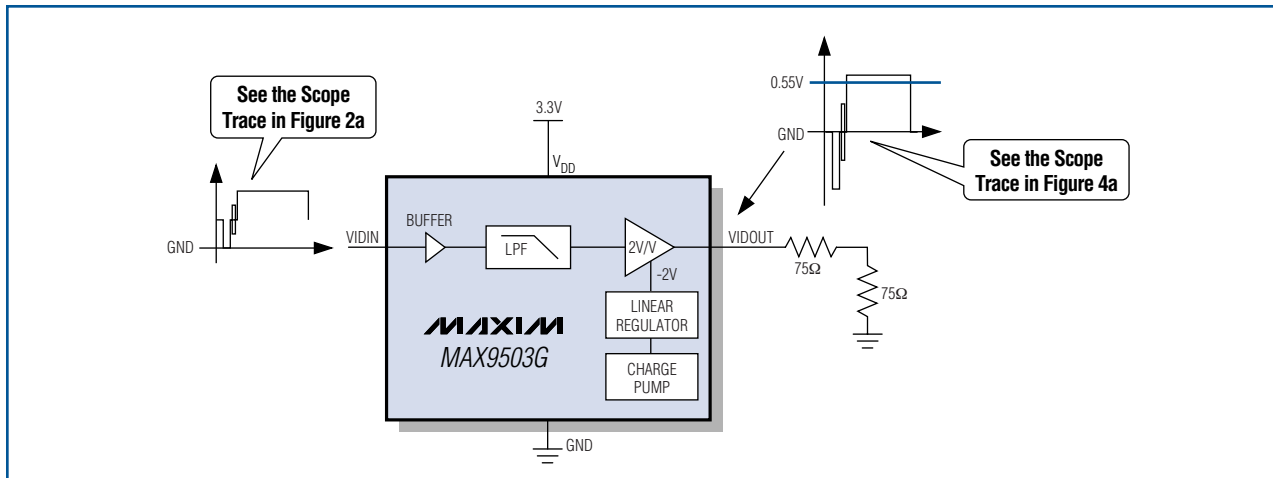 See the Scope
Trace in Figure 2a
GND
VIDIN
3.3V
VDD
BUFFER
LPF
2V/V
-2V
LINEAR
REGULATOR
CHARGE
PUMP
MAXIM
MAX9503G
GND
VIDOUT
75Ω
75Ω
0.55V
GND
See the Scope
Trace in Figure 4a